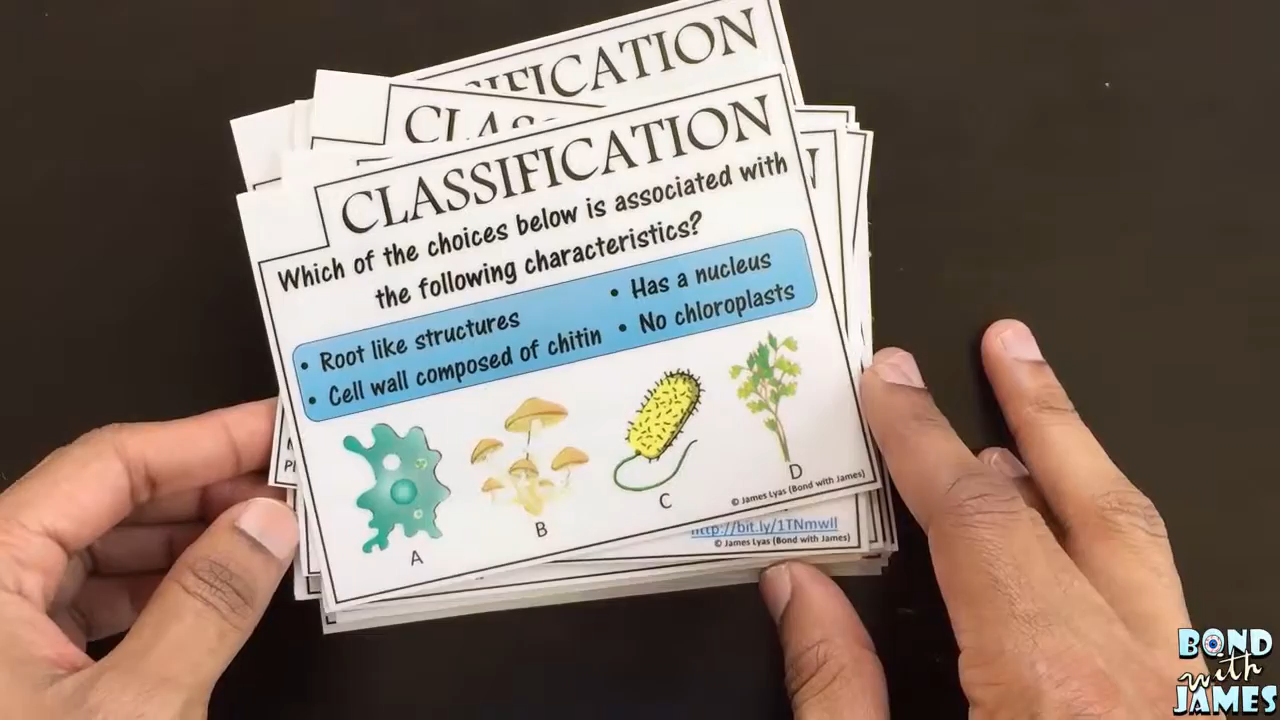 CLASSIFICATION
CLASSIFICATION
Which of the choices below is associated with
the following characteristics?
• Root like structures
• Cell wall composed of chitin
• Has a nucleus
• No chloroplasts
A
B
C
D
© James Lyas (Bond with James)
http://bit.ly/1TNmwll
© James Lyas (Bond with James)
BOND
with
JAMES